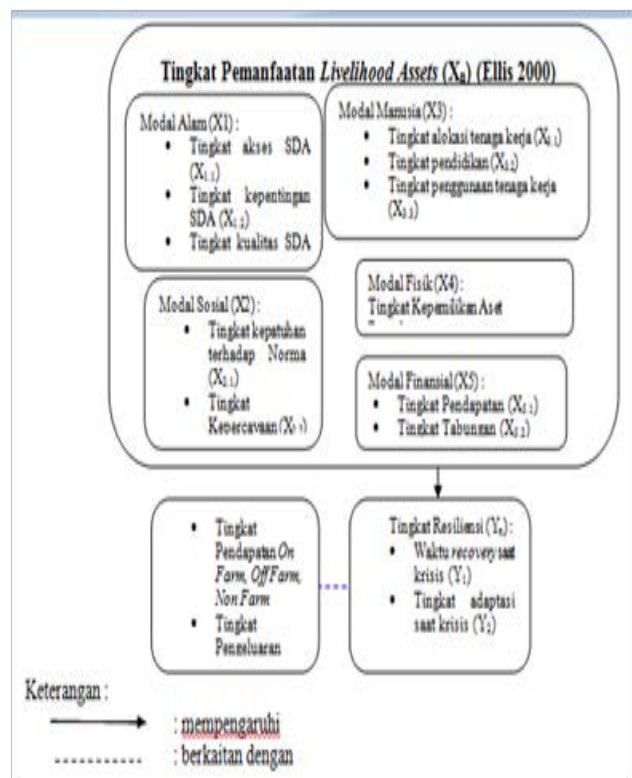 Tingkat Pemanfaatan Livelihood Assets (Xn) (Ellis 2000)
Modal Alam (X1) :
• Tingkat akses SDA
(X1.1)
• Tingkat kepentingan
SDA (X1.2)
• Tingkat kualitas SDA
Modal Sosial (X2) :
• Tingkat kepatuhan
terhadap Norma
(X2.1)
• Tingkat
Kepercayaan (X2.2)
Modal Manusia (X3) :
• Tingkat alokasi tenaga kerja (X3.1)
• Tingkat pendidikan (X3.2)
• Tingkat penggunaan tenaga kerja
(X3.3)
Modal Fisik (X4) :
Tingkat Kepemilikan Aset
Modal Finansial (X5) :
• Tingkat Pendapatan (X5.1)
• Tingkat Tabungan (X5.2)
• Tingkat
Pendapatan On
Farm, Off Farm,
Non Farm
• Tingkat
Pengeluaran
Tingkat Resiliensi (Yn) :
• Waktu recovery saat
krisis (Y1)
• Tingkat adaptasi
saat krisis (Y2)
Keterangan :
: mempengaruhi
: berkaitan dengan